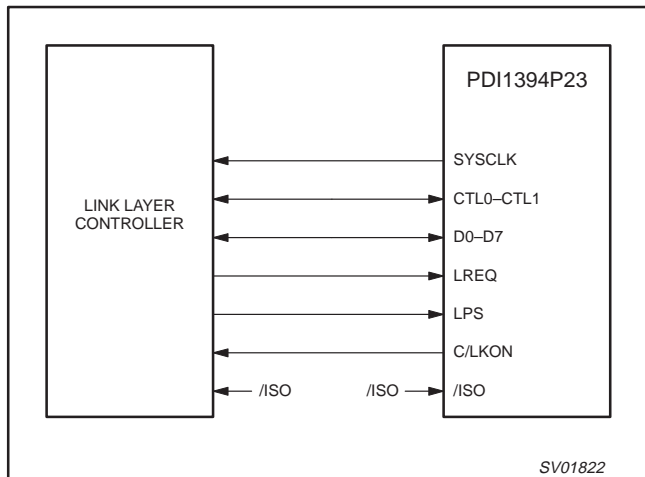 PDI1394P23
SYSCLK
CTL0–CTL1
LINK LAYER
CONTROLLER
D0–D7
LREQ
LPS
C/LKON
/ISO /ISO /ISO
SV01822